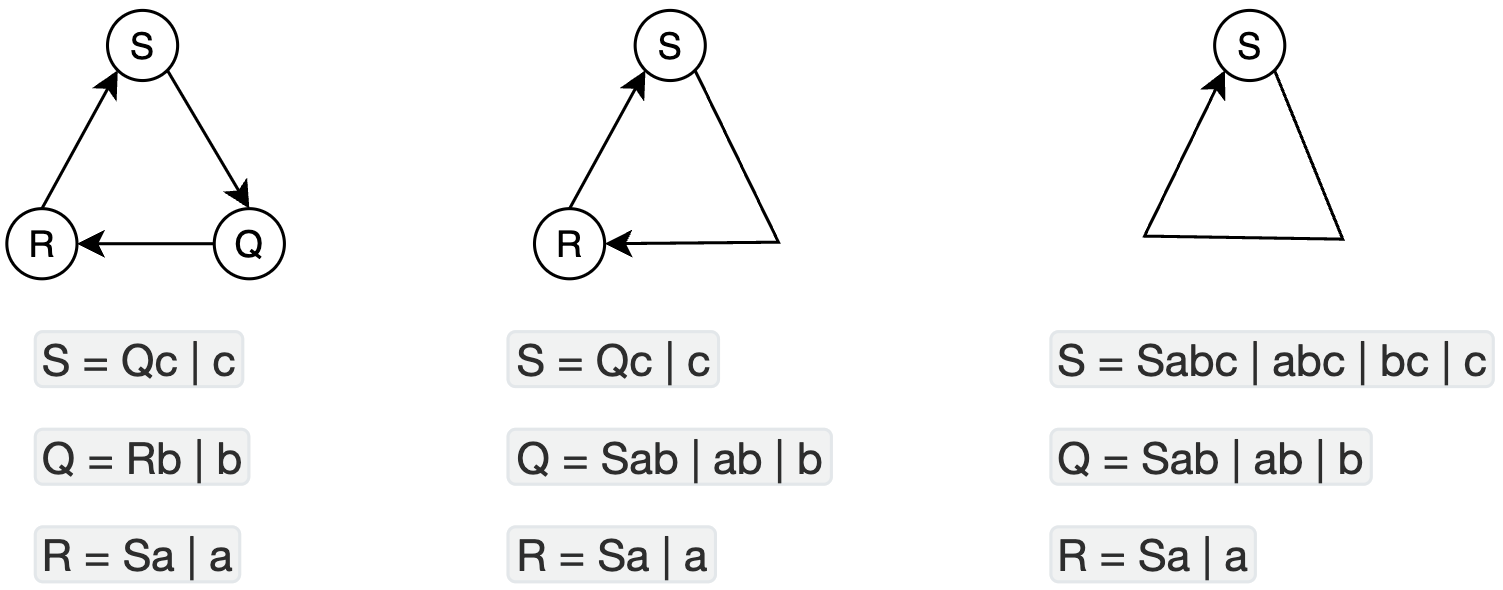 S
R
Q
S = Qc | c
Q = Rb | b
R = Sa | a
S
R
S = Qc | c
Q = Sab | ab | b
R = Sa | a
S
S = Sabc | abc | bc | c
Q = Sab | ab | b
R = Sa | a